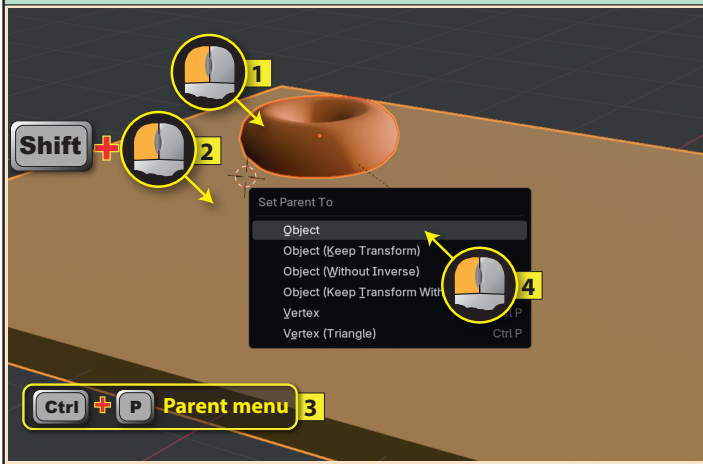 1
Shift + 2
Set Parent To
Object
Object (Keep Transform)
Object (Without Inverse)
Object (Keep Transform With
4
Vertex Ctrl P
Vertex (Triangle) Ctrl P
Ctrl + P Parent menu 3